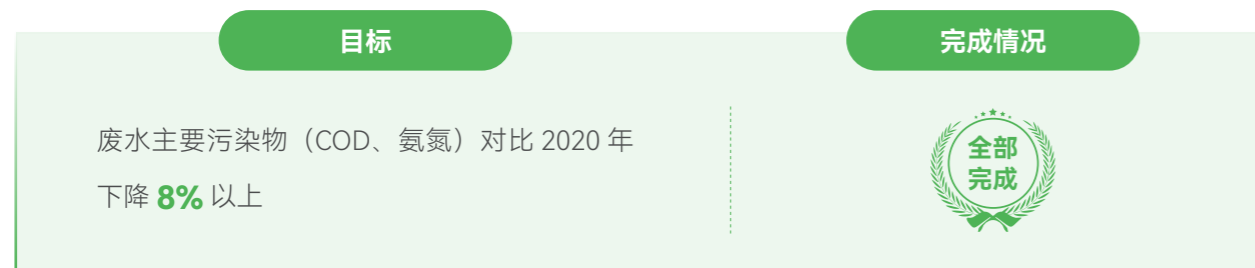 目标
完成情况
废水主要污染物（COD、氨氮）对比 2020 年
下降 8% 以上
全部
完成